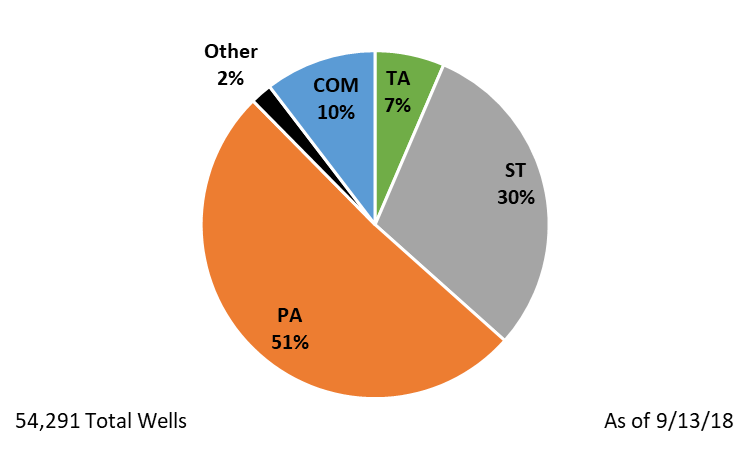 Other
2%
COM
10%
TA
7%
ST
30%
PA
51%
54,291 Total Wells
As of 9/13/18